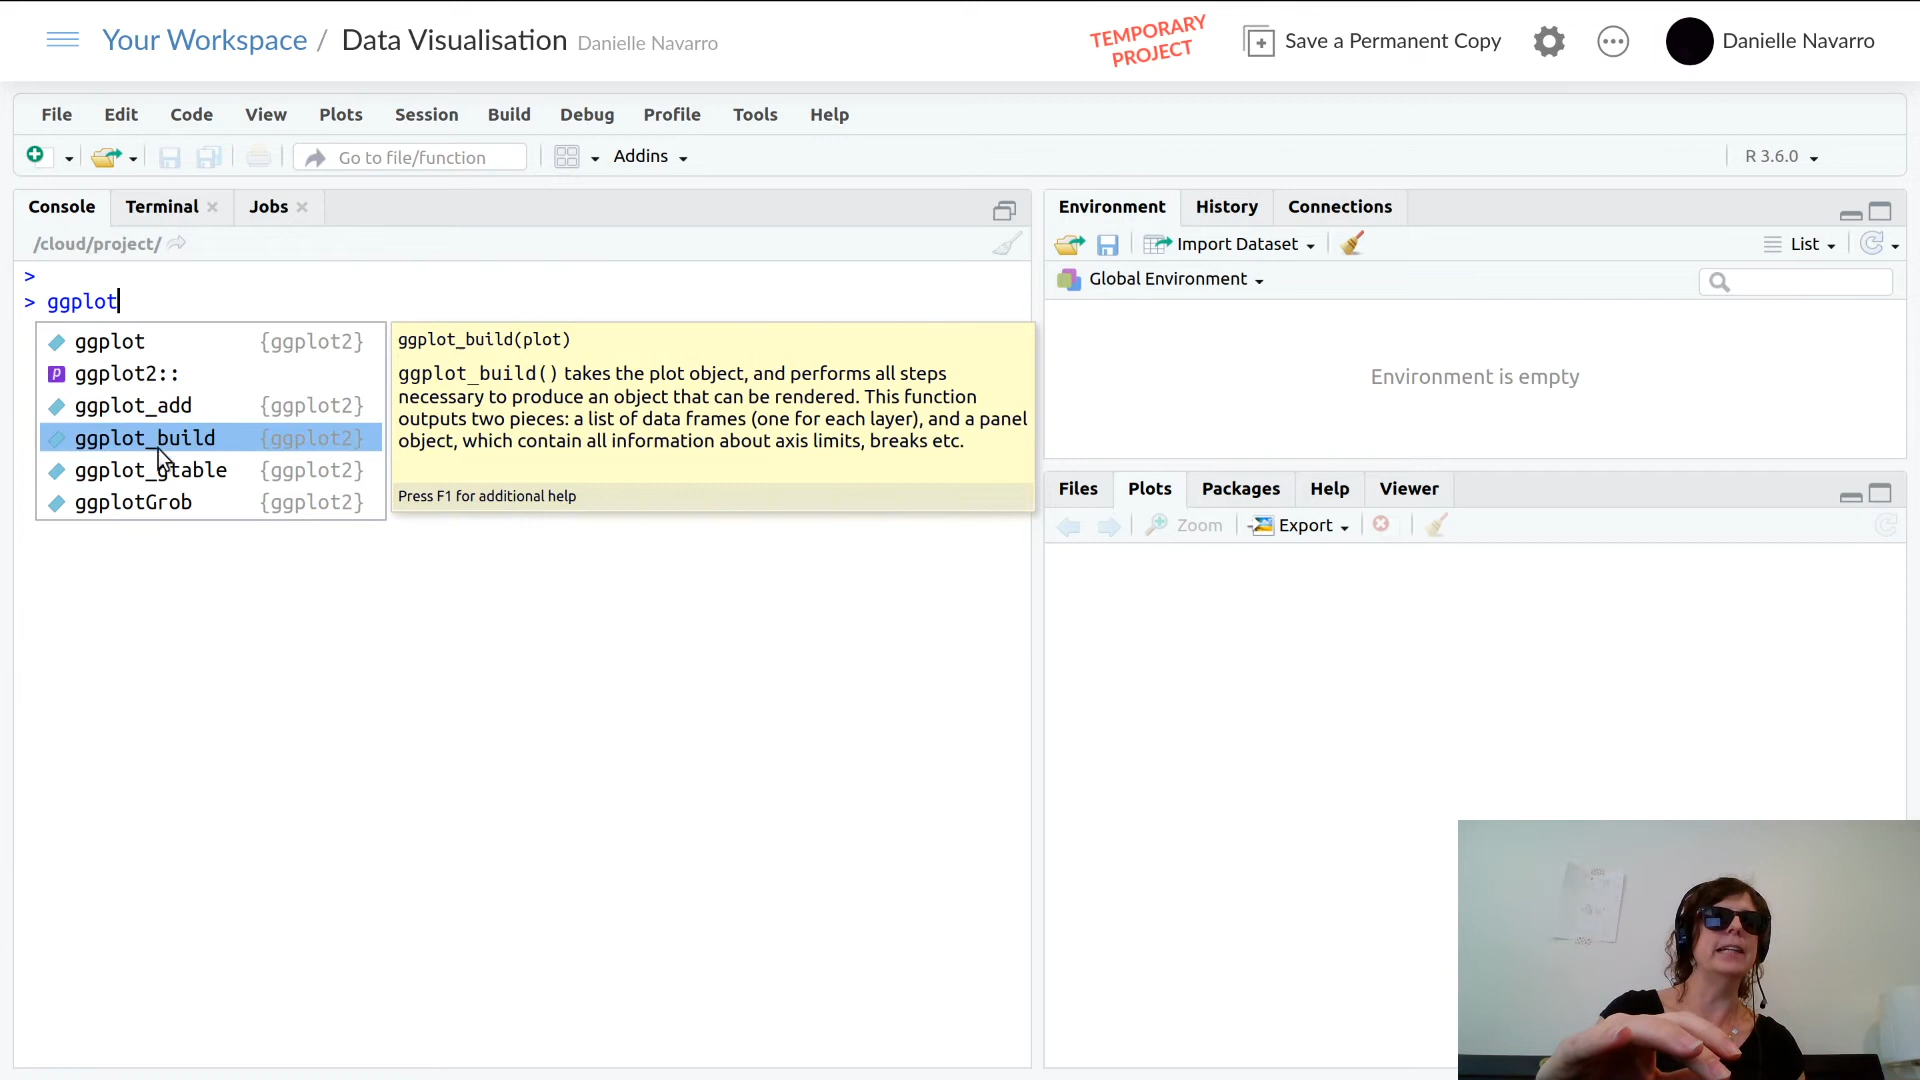 Your Workspace / Data Visualisation Danielle Navarro
TEMPORARY
PROJECT
Save a Permanent Copy
Danielle Navarro
File Edit Code View Plots Session Build Debug Profile Tools Help
Go to file/function
Addins
R 3.6.0
Console Terminal Jobs
/cloud/project/
>
> ggplot
ggplot {ggplot2}
ggplot2::
ggplot_add {ggplot2}
ggplot_build {ggplot2}
ggplot_gtable {ggplot2}
ggplotGrob {ggplot2}
ggplot_build(plot)
ggplot_build() takes the plot object, and performs all steps
necessary to produce an object that can be rendered. This function
outputs two pieces: a list of data frames (one for each layer), and a panel
object, which contain all information about axis limits, breaks etc.
Press F1 for additional help
Environment History Connections
Import Dataset
List
Global Environment
Environment is empty
Files Plots Packages Help Viewer
Zoom
Export